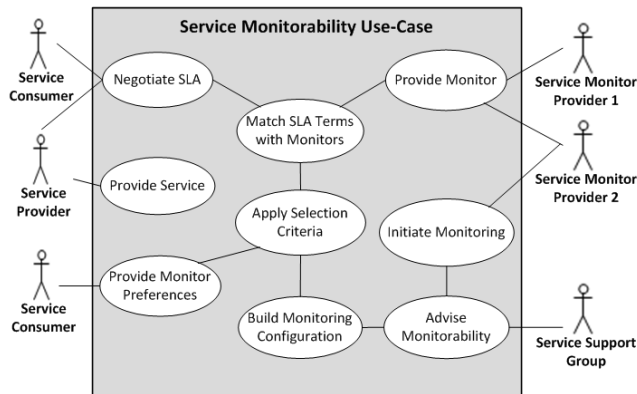 Service Monitorability Use-Case
Service
Consumer
Negotiate SLA
Provide Monitor
Service Monitor
Provider 1
Match SLA Terms
with Monitors
Service
Provider
Provide Service
Service Monitor
Provider 2
Apply Selection
Criteria
Initiate Monitoring
Provide Monitor
Preferences
Service
Consumer
Build Monitoring
Configuration
Advise
Monitorability
Service Support
Group